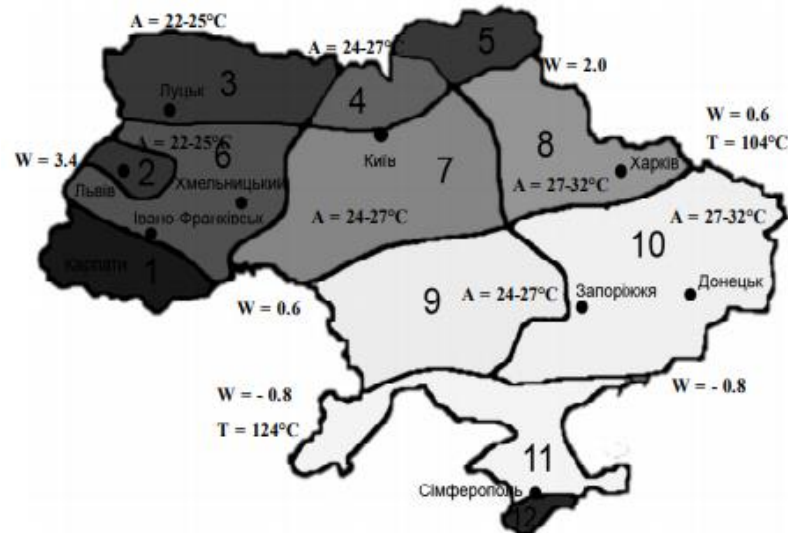 A = 22-25°C
A = 24-27°C
5
W = 2.0
3
4
Луцьк
W = 0.6
T = 104°C
A = 22-25°C
W = 3.4
2
6
Київ
7
8
Харків
Львів
Хмельницький
A = 27-32°C
Івано-Франківськ
A = 24-27°C
A = 27-32°C
10
Карпати
1
9
A = 24-27°C
Запоріжжя
Донецьк
W = 0.6
W = - 0.8
W = - 0.8
T = 124°C
11
Сімферополь
12